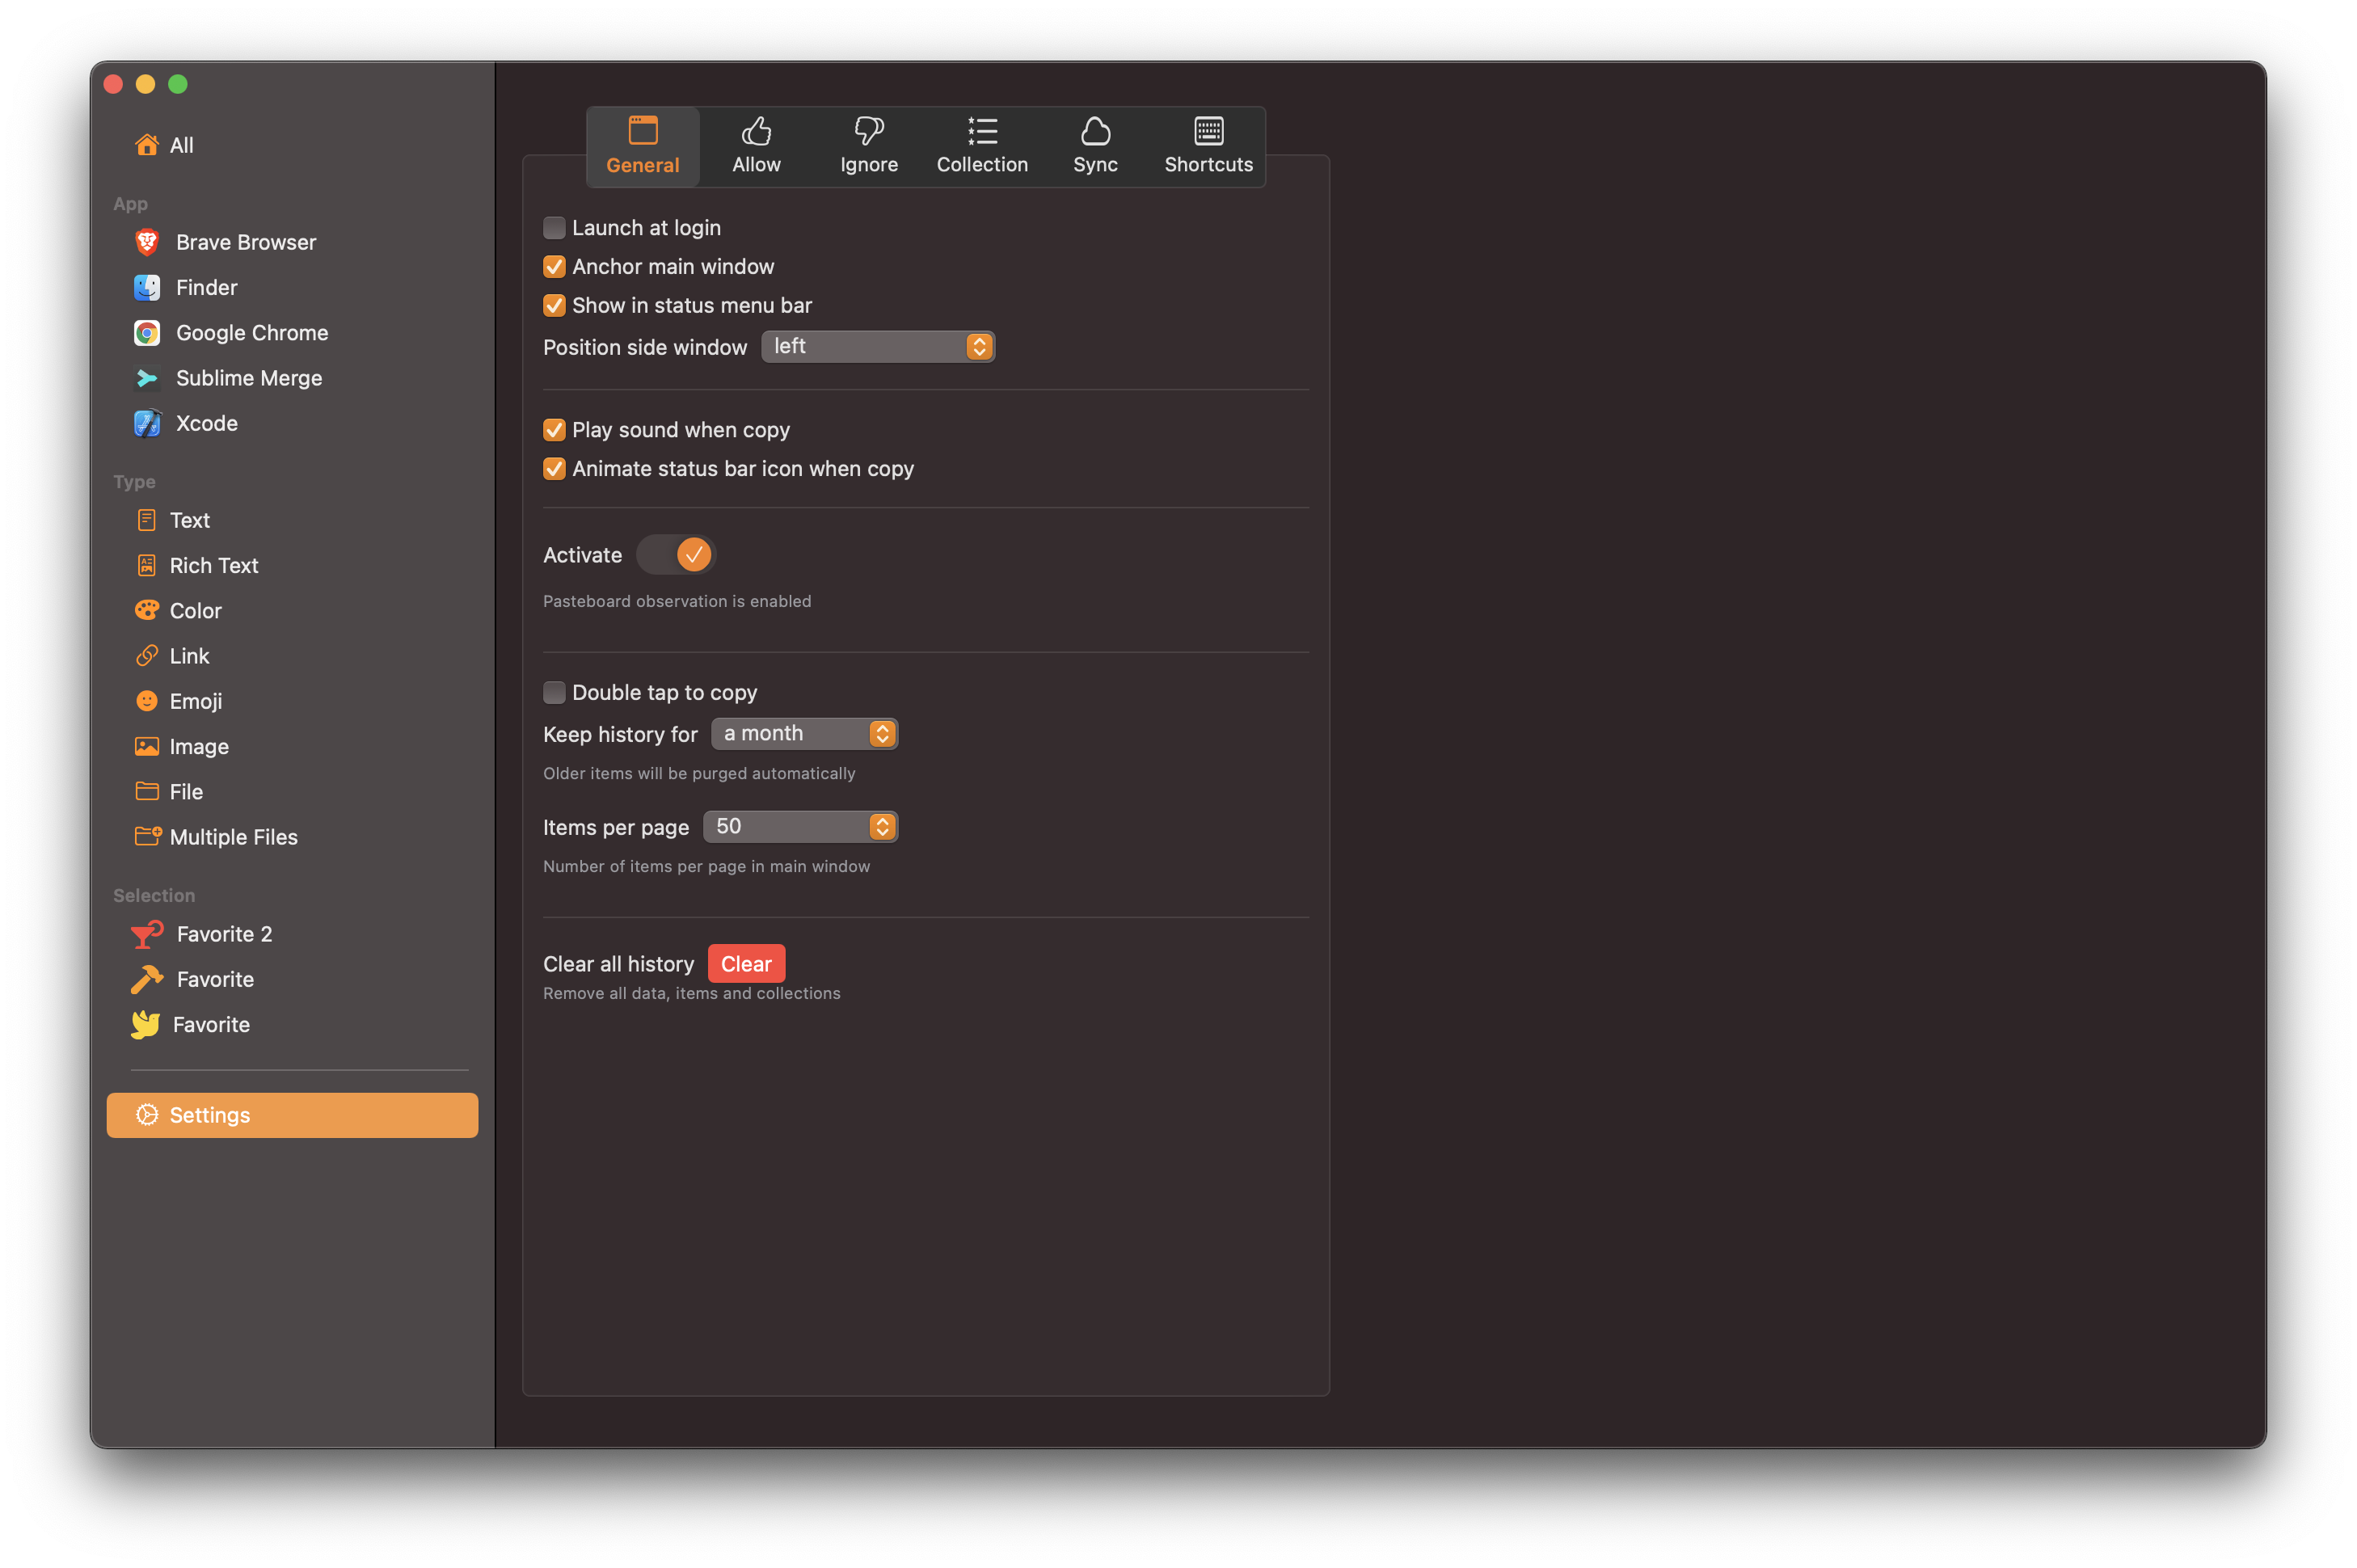 All
App
Brave Browser
Finder
Google Chrome
Sublime Merge
Xcode
Type
Text
Rich Text
Color
Link
Emoji
Image
File
Multiple Files
Selection
Favorite 2
Favorite
Favorite
Settings
General Allow Ignore Collection Sync Shortcuts
Launch at login
Anchor main window
Show in status menu bar
Position side window left
Play sound when copy
Animate status bar icon when copy
Activate
Pasteboard observation is enabled
Double tap to copy
Keep history for a month
Older items will be purged automatically
Items per page 50
Number of items per page in main window
Clear all history Clear
Remove all data, items and collections